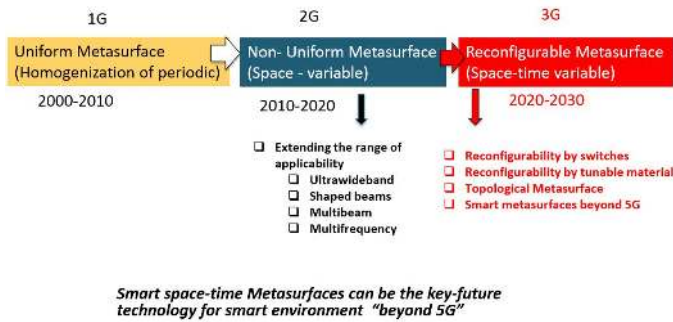 1G
2G
3G
Uniform Metasurface
(Homogenization of periodic)
Non- Uniform Metasurface
(Space - variable)
Reconfigurable Metasurface
(Space-time variable)
2000-2010
2010-2020
2020-2030
❑ Extending the range of
applicability
❑ Ultrawideband
❑ Shaped beams
❑ Multibeam
❑ Multifrequency
❑ Reconfigurability by switches
❑ Reconfigurability by tunable material
❑ Topological Metasurface
❑ Smart metasurfaces beyond 5G
Smart space-time Metasurfaces can be the key-future
technology for smart environment “beyond 5G”